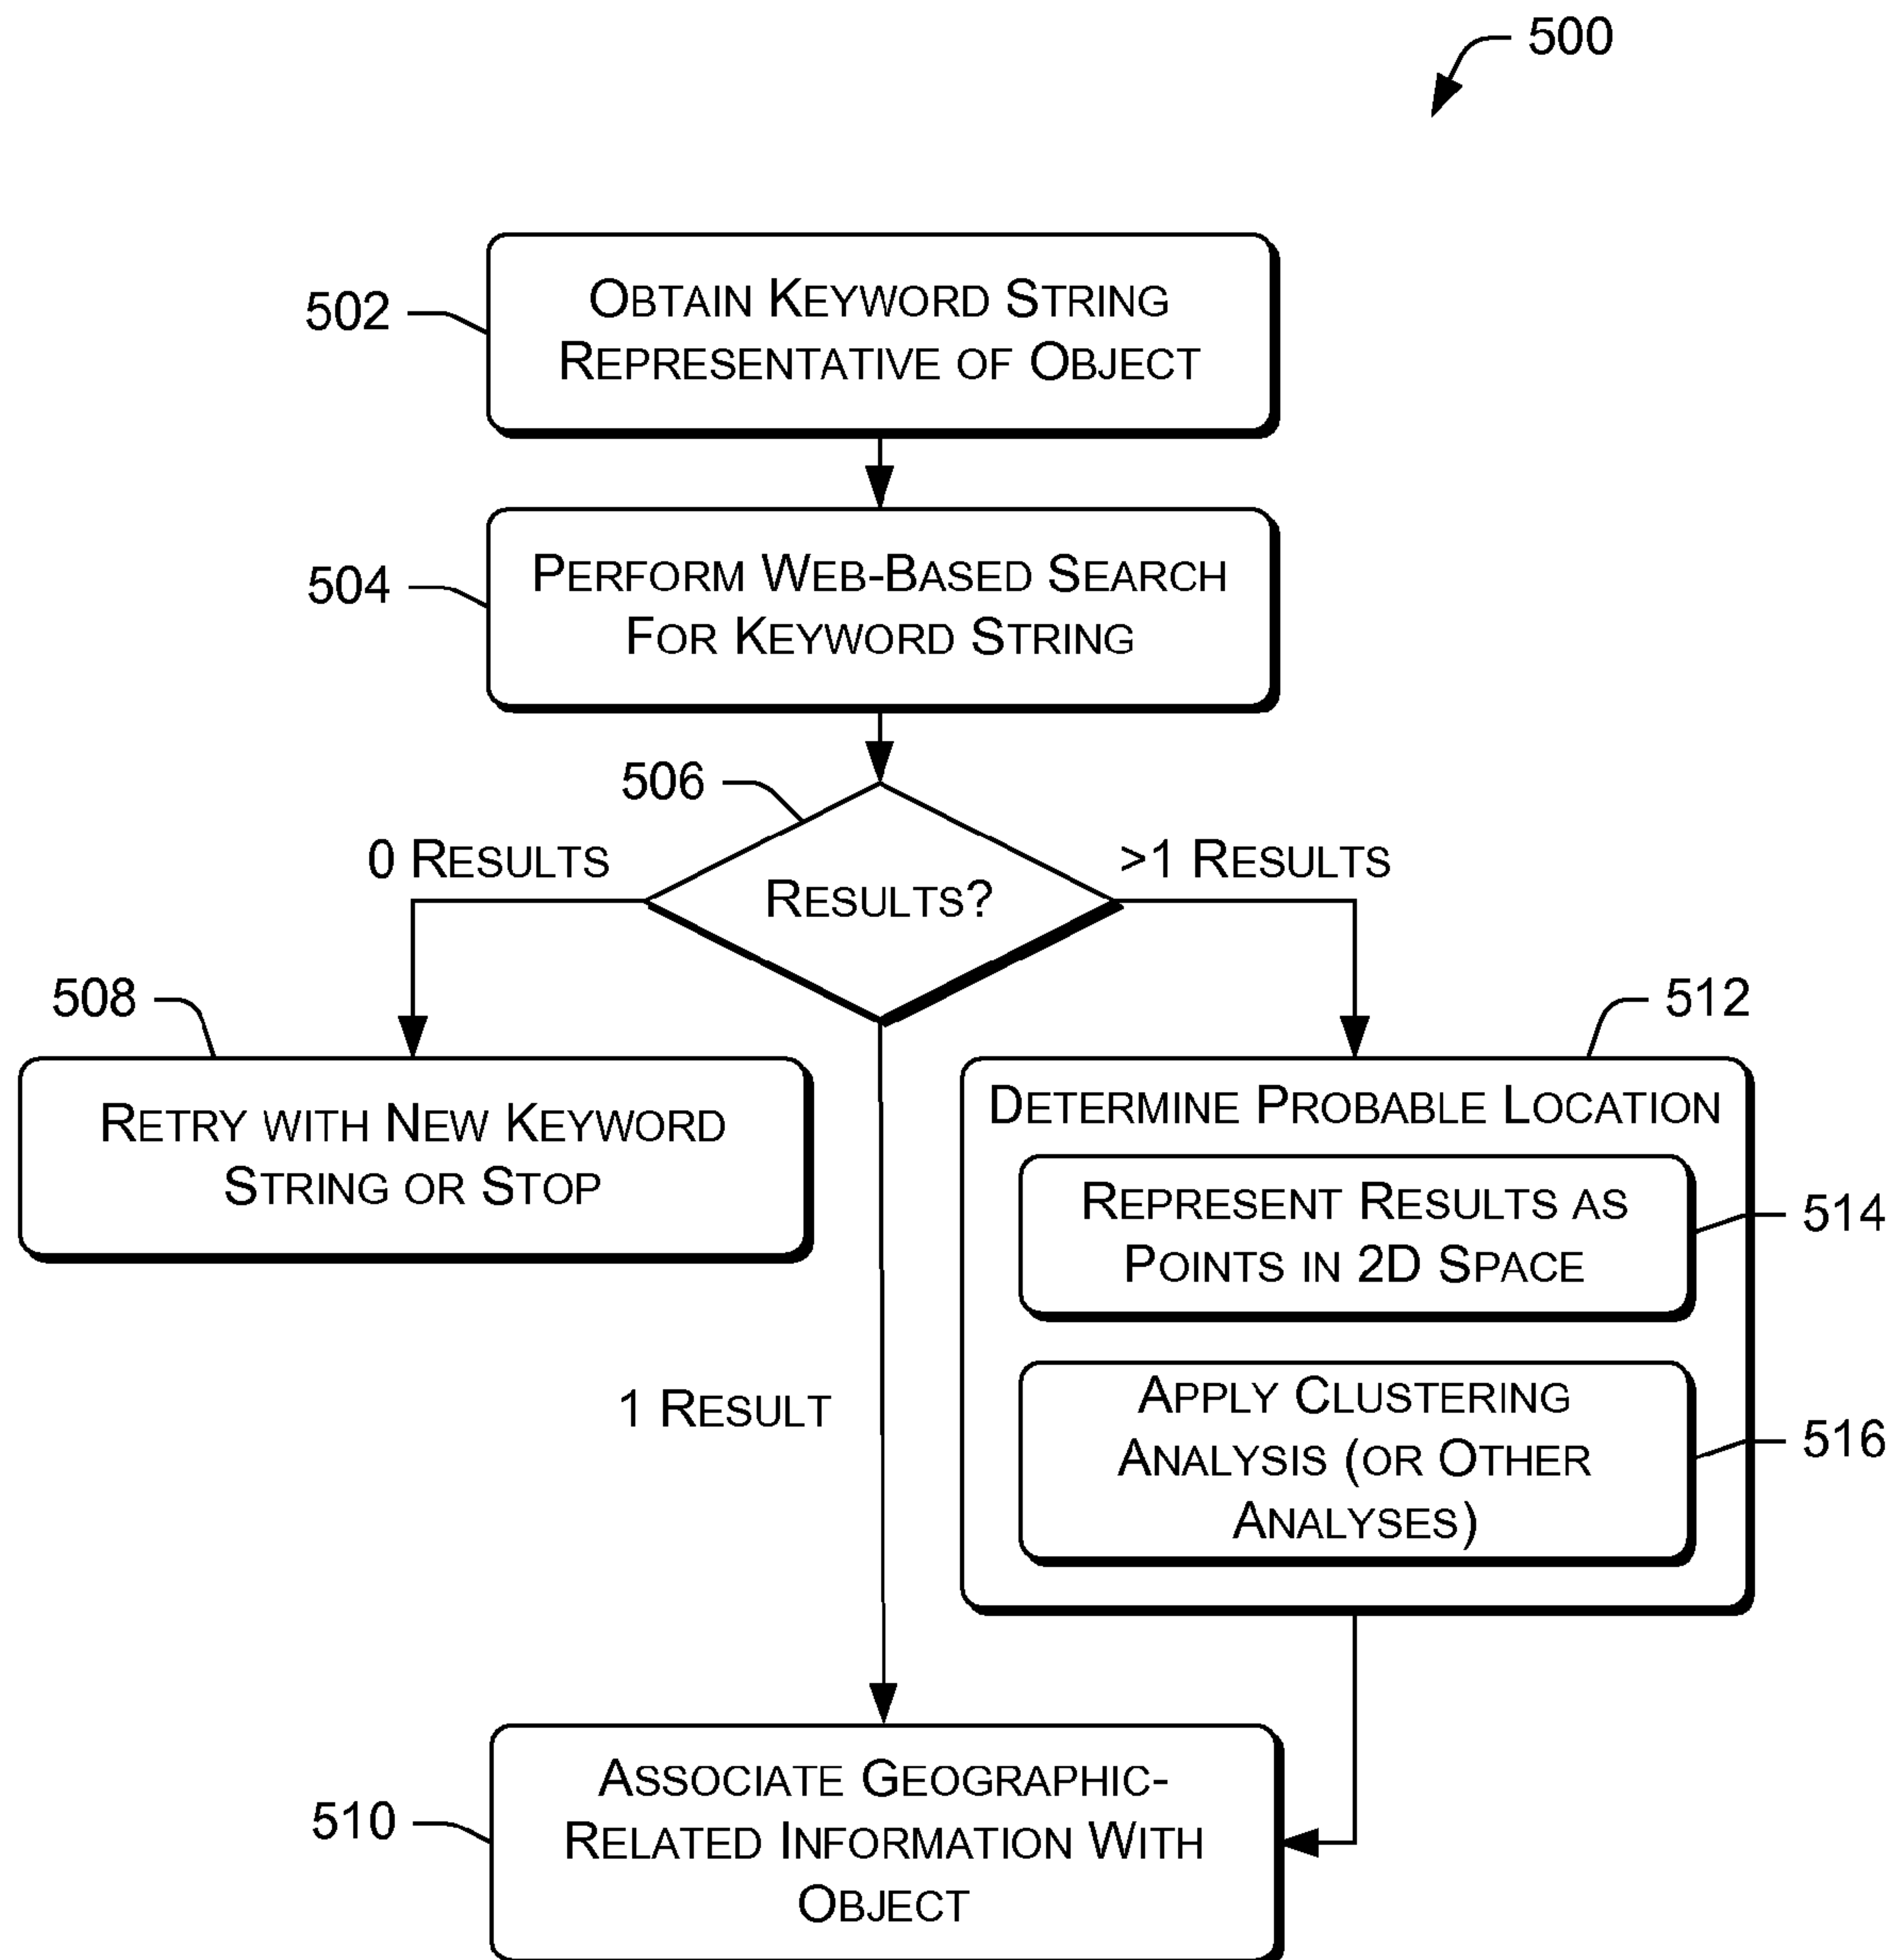 500
502
OBTAIN KEYWORD STRING
REPRESENTATIVE OF OBJECT
504
PERFORM WEB-BASED SEARCH
FOR KEYWORD STRING
506
0 RESULTS
RESULTS?
>1 RESULTS
508
RETRY WITH NEW KEYWORD
STRING OR STOP
512
DETERMINE PROBABLE LOCATION
REPRESENT RESULTS AS
POINTS IN 2D SPACE
514
APPLY CLUSTERING
ANALYSIS (OR OTHER
ANALYSES)
516
1 RESULT
510
ASSOCIATE GEOGRAPHIC-
RELATED INFORMATION WITH
OBJECT